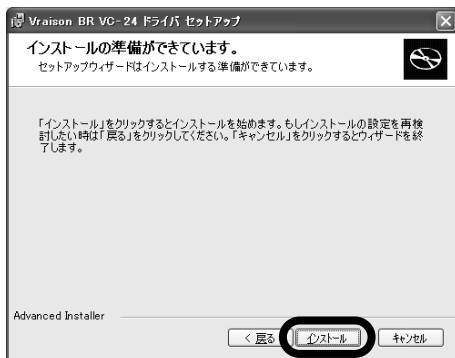 Vraison BR VC-24 ドライバ セットアップ
インストールの準備ができています。
セットアップウィザードはインストールする準備ができています。
「インストール」をクリックするとインストールを始めます。もしインストールの設定を再検
討したい時は「戻る」をクリックしてください。「キャンセル」をクリックするとウィザードを終
了します。
Advanced Installer
< 戻る
インストール
キャンセル